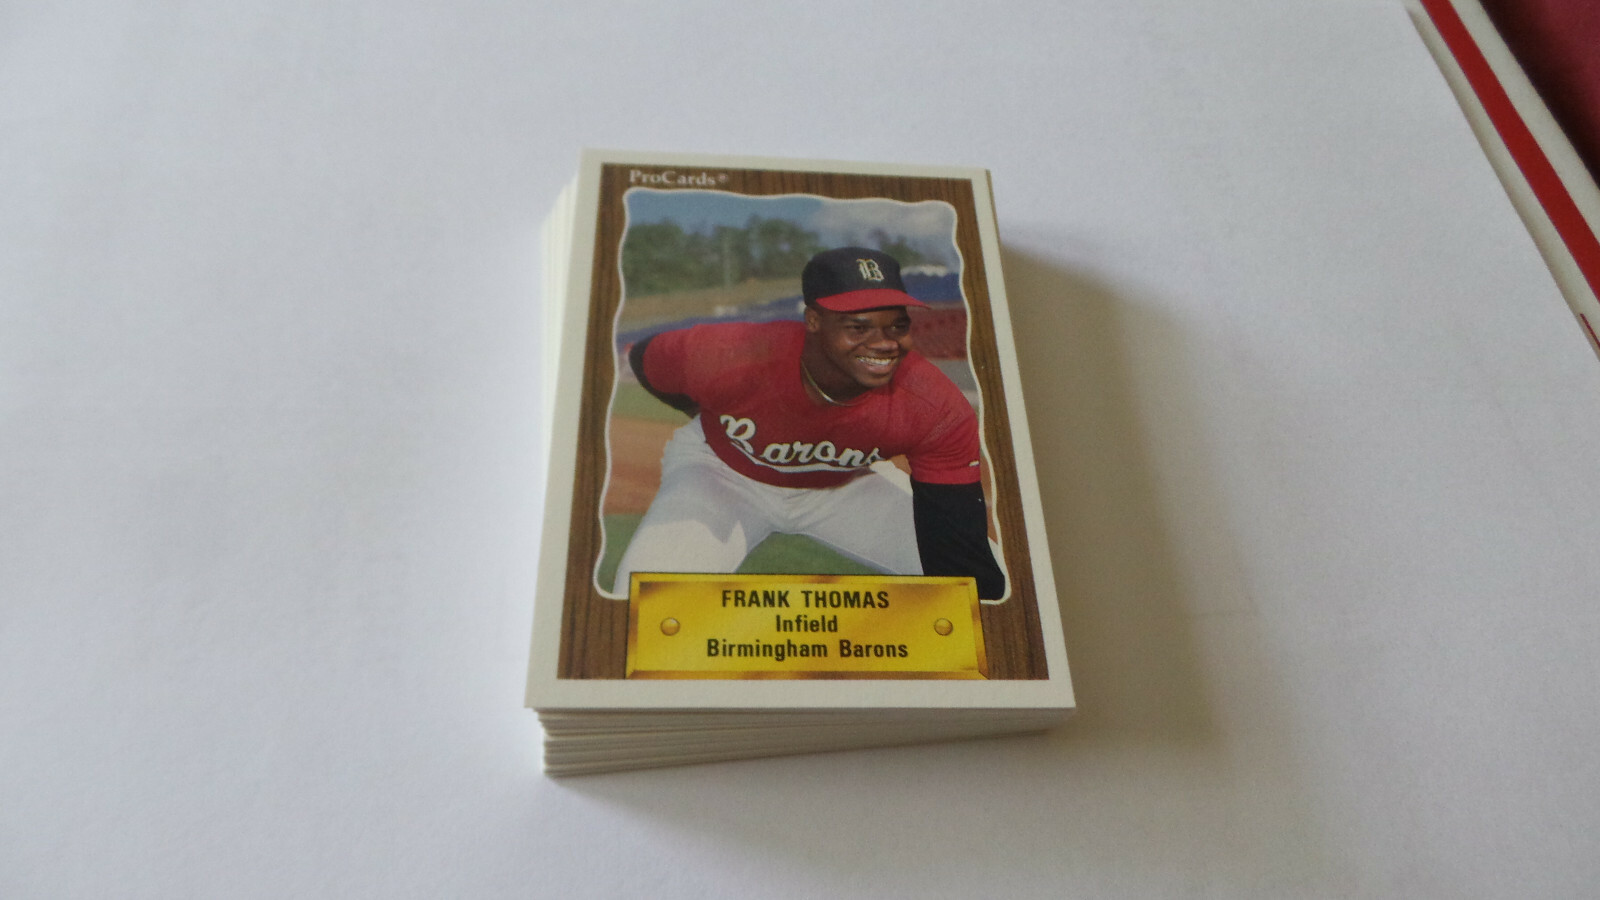 ProCards®
B
Barons
FRANK THOMAS
Infield
Birmingham Barons